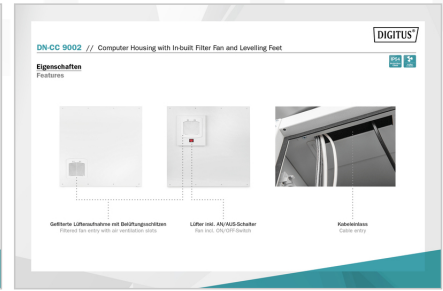 DIGITUS®
DN-CC 9002 // Computer Housing with In-built Filter Fan and Levelling Feet
Eigenschaften
Features
Gefilterte Lüfteraufnahme mit Belüftungsschlitzen
Filtered fan entry with air ventilation slots
Lüfter inkl. AN/AUS-Schalter
Fan incl. ON/OFF-Switch
Kabeleinlass
Cable entry